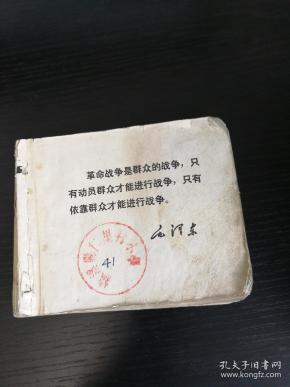 革命战争是群众的战争，只
有动员群众才能进行战争，只有
依靠群众才能进行战争。
毛泽东
41
孔夫子旧书网